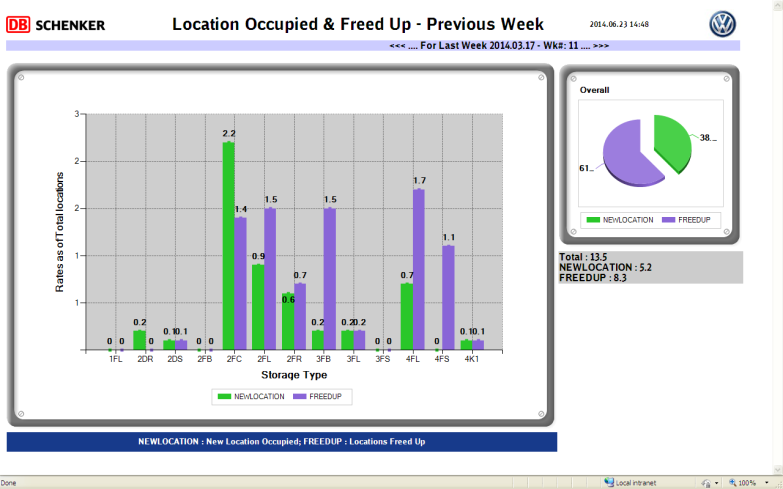 DB SCHENKER
Location Occupied & Freed Up - Previous Week
2014.06.23 14:48
<<< .... For Last Week 2014.03.17 - Wk#: 11 .... >>>
Rates as of Total locations
3
2
2
1
1
2.2
1.4
0.9
1.5
0.6
0.7
0.2
1.5
0.2
0.2
0.7
1.7
1.1
0.1
0.1
0 0
0.2 0
0.1 0.1
0 0
0 0
0
1FL 2DR 2DS 2FB 2FC 2FL 2FR 3FB 3FL 3FS 4FL 4FS 4K1
Storage Type
NEWLOCATION FREEDUP
Overall
38...
61...
NEWLOCATION FREEDUP
Total : 13.5
NEWLOCATION : 5.2
FREEDUP : 8.3
NEWLOCATION : New Location Occupied; FREEDUP : Locations Freed Up
Done
Local intranet
100%